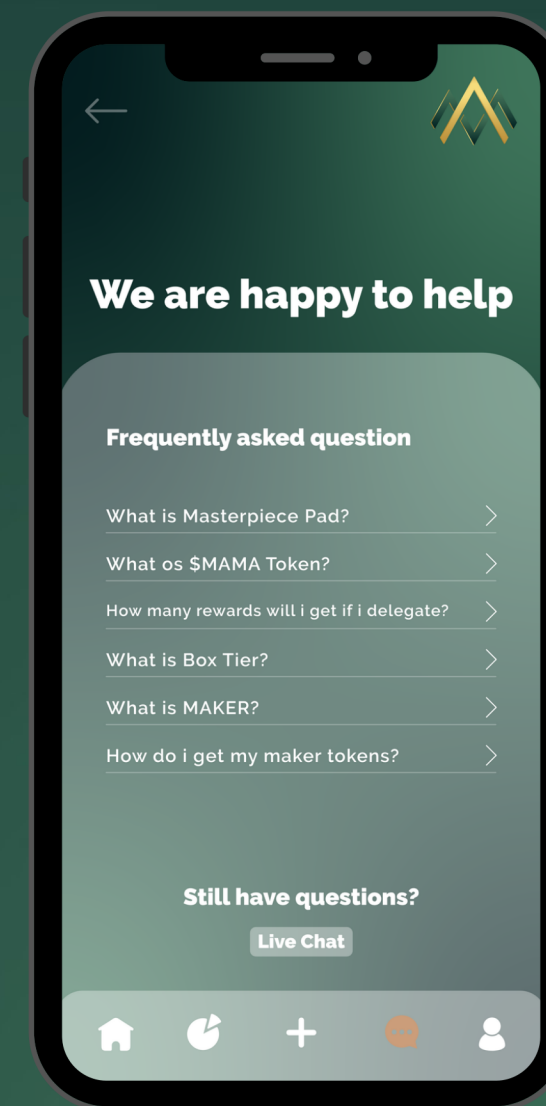 We are happy to help
Frequently asked question
What is Masterpiece Pad?
What os $MAMA Token?
How many rewards will i get if i delegate?
What is Box Tier?
What is MAKER?
How do i get my maker tokens?
Still have questions?
Live Chat